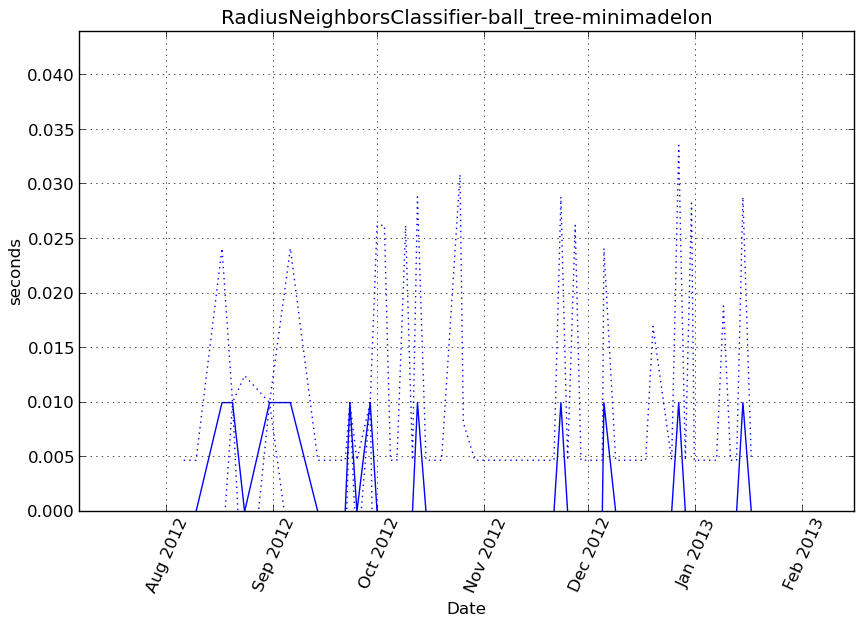 RadiusNeighborsClassifier-ball_tree-minimadelon
0.040
0.035
0.030
0.025
0.020
0.015
0.010
0.005
0.000
seconds
Aug 2012
Sep 2012
Oct 2012
Nov 2012
Dec 2012
Jan 2013
Feb 2013
Date